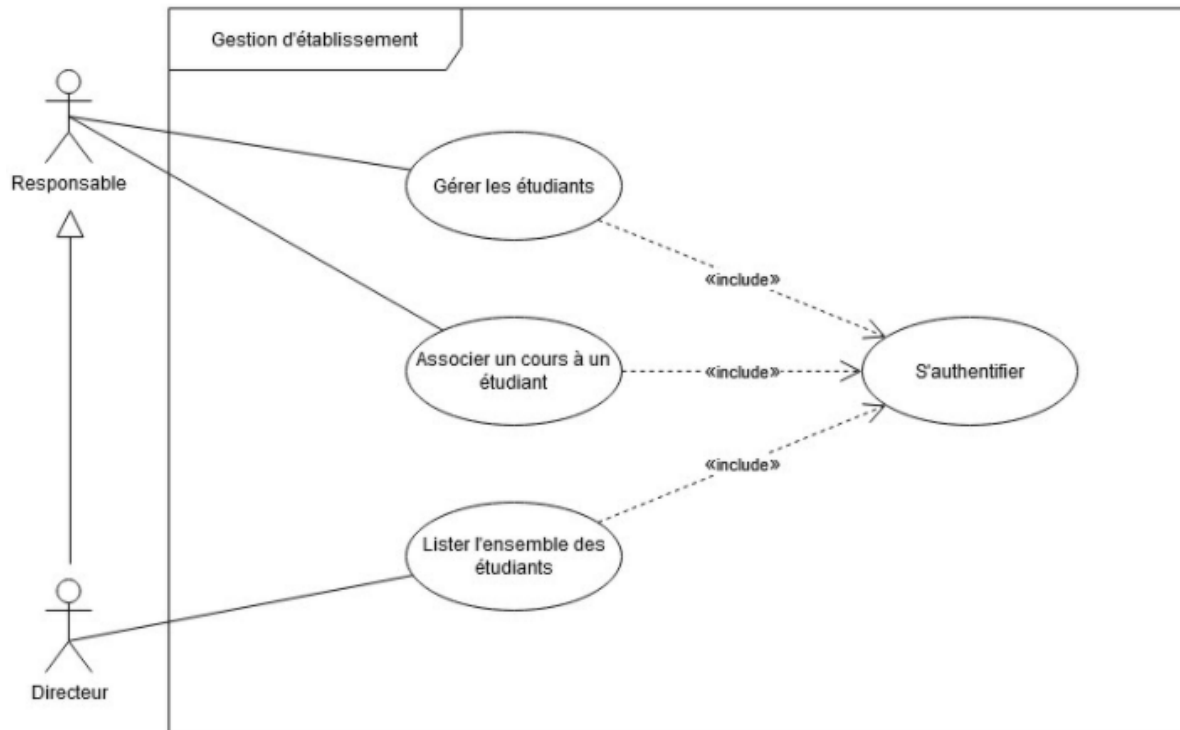 Gestion d'établissement
Responsable
Gérer les étudiants
«include»
Associer un cours à un
étudiant
«include»
S'authentifier
«include»
Lister l'ensemble des
étudiants
Directeur